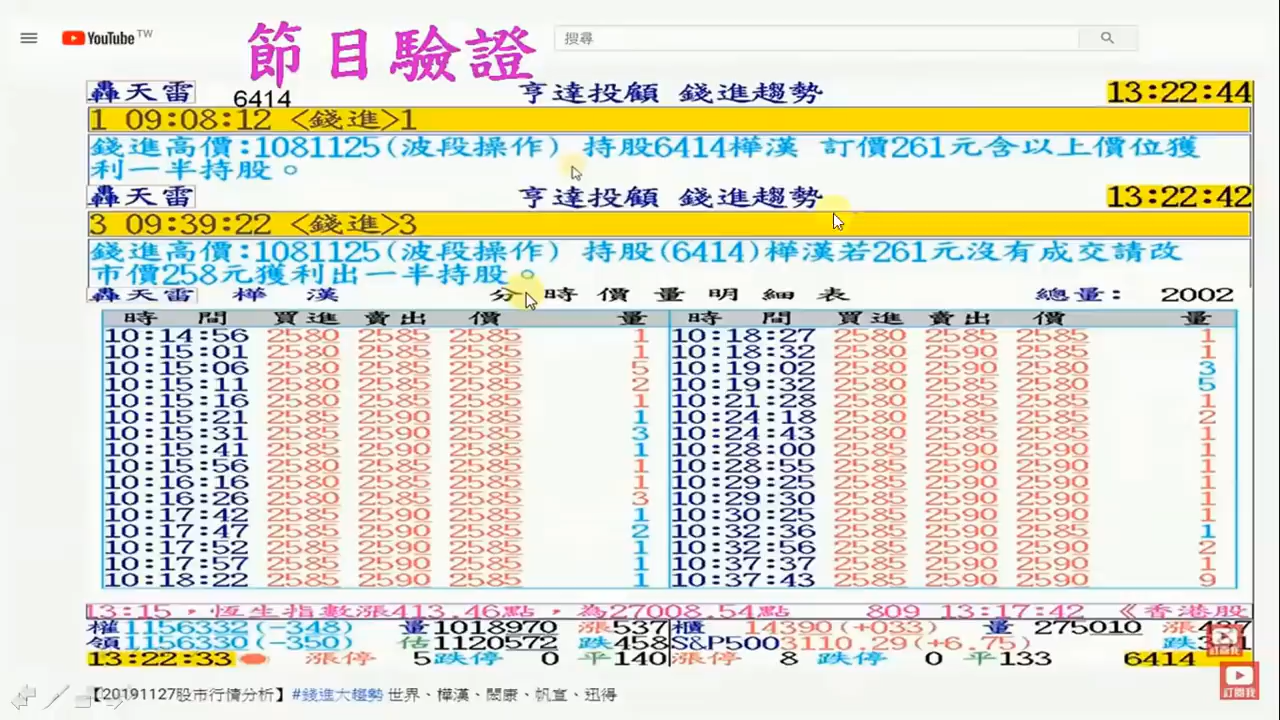 YouTube TW
節目驗證
搜尋
轟天雷 6414 亨達投顧 錢進趨勢 13:22:44
1 09:08:12 <錢進>1
錢進高價:1081125(波段操作) 持股6414樺漢 訂價261元含以上價位獲
利一半持股。
轟天雷 亨達投顧 錢進趨勢 13:22:42
3 09:39:22 <錢進>3
錢進高價:1081125(波段操作) 持股(6414)樺漢若261元沒有成交請改
市價258元獲利出一半持股。
轟天雷 樺 漢 分時價量明細表 總量: 2002
時 間 買進 賣出 價 量 時 間 買進 賣出 價 量
10:14:56 2580 2585 2585 1 10:18:27 2580 2585 2585 1
10:15:01 2580 2585 2585 1 10:18:32 2580 2590 2580 1
10:15:06 2580 2585 2585 5 10:19:02 2580 2585 2580 3
10:15:11 2580 2585 2585 2 10:19:32 2580 2585 2580 5
10:15:16 2580 2585 2585 1 10:21:28 2580 2585 2585 1
10:15:21 2585 2590 2585 1 10:24:18 2580 2585 2585 2
10:15:31 2585 2590 2585 3 10:24:43 2580 2585 2585 1
10:15:41 2585 2590 2585 1 10:28:00 2585 2590 2590 1
10:15:56 2580 2585 2585 1 10:28:55 2580 2590 2590 1
10:16:16 2580 2585 2585 1 10:29:25 2580 2590 2590 1
10:16:26 2580 2585 2585 3 10:29:30 2585 2590 2590 1
10:17:42 2585 2590 2585 1 10:30:25 2585 2590 2590 1
10:17:47 2585 2590 2585 2 10:32:36 2585 2590 2585 1
10:17:52 2585 2590 2585 1 10:32:56 2585 2590 2590 2
10:17:57 2585 2590 2585 1 10:37:37 2585 2590 2590 1
10:18:22 2585 2590 2585 1 10:37:43 2585 2590 2590 9
13:15，恆生指數漲413.46點，為27008.54點 809 13:17:42 《香港股
權1156332(-348) 量1018970 漲537 櫃 14390(+033) 量 275010 漲
領1156330(-350) 估1120572 跌458 S&P500 3110.29(+6.75) 跌
13:22:33 漲停 5 跌停 0 平140 漲停 8 跌停 0 平133 6414
訂閱我
【20191127股市行情分析】#錢進大趨勢 世界、樺漢、閎康、帆宣、迅得